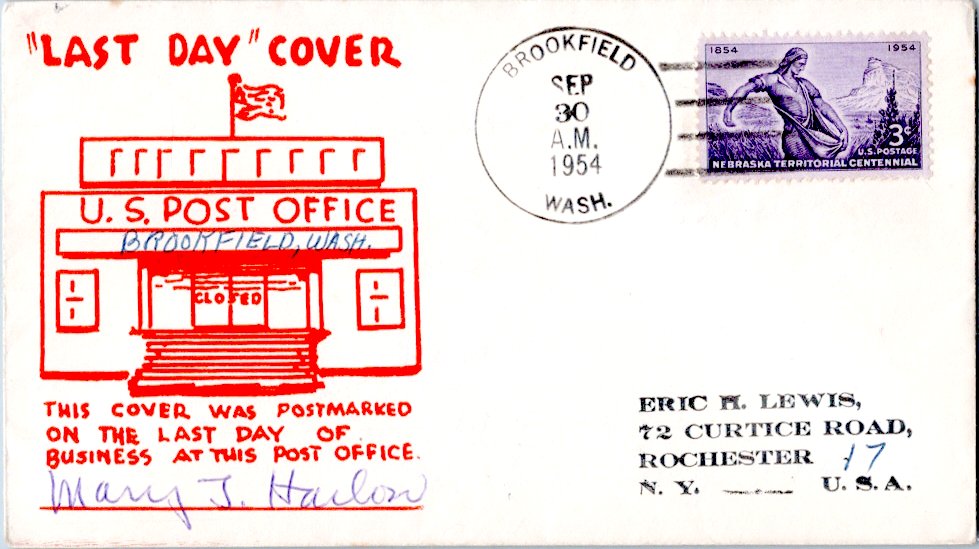 "LAST DAY" COVER
U. S. POST OFFICE
BROOKFIELD, WASH.
CLOSED
THIS COVER WAS POSTMARKED
ON THE LAST DAY OF
BUSINESS AT THIS POST OFFICE.
Mary J. Harlow
BROOKFIELD
SEP
30
A.M.
1954
WASH.
1854 1954
3¢
U.S. POSTAGE
NEBRASKA TERRITORIAL CENTENNIAL
ERIC H. LEWIS,
72 CURTICE ROAD,
ROCHESTER 17
N. Y. U. S. A.